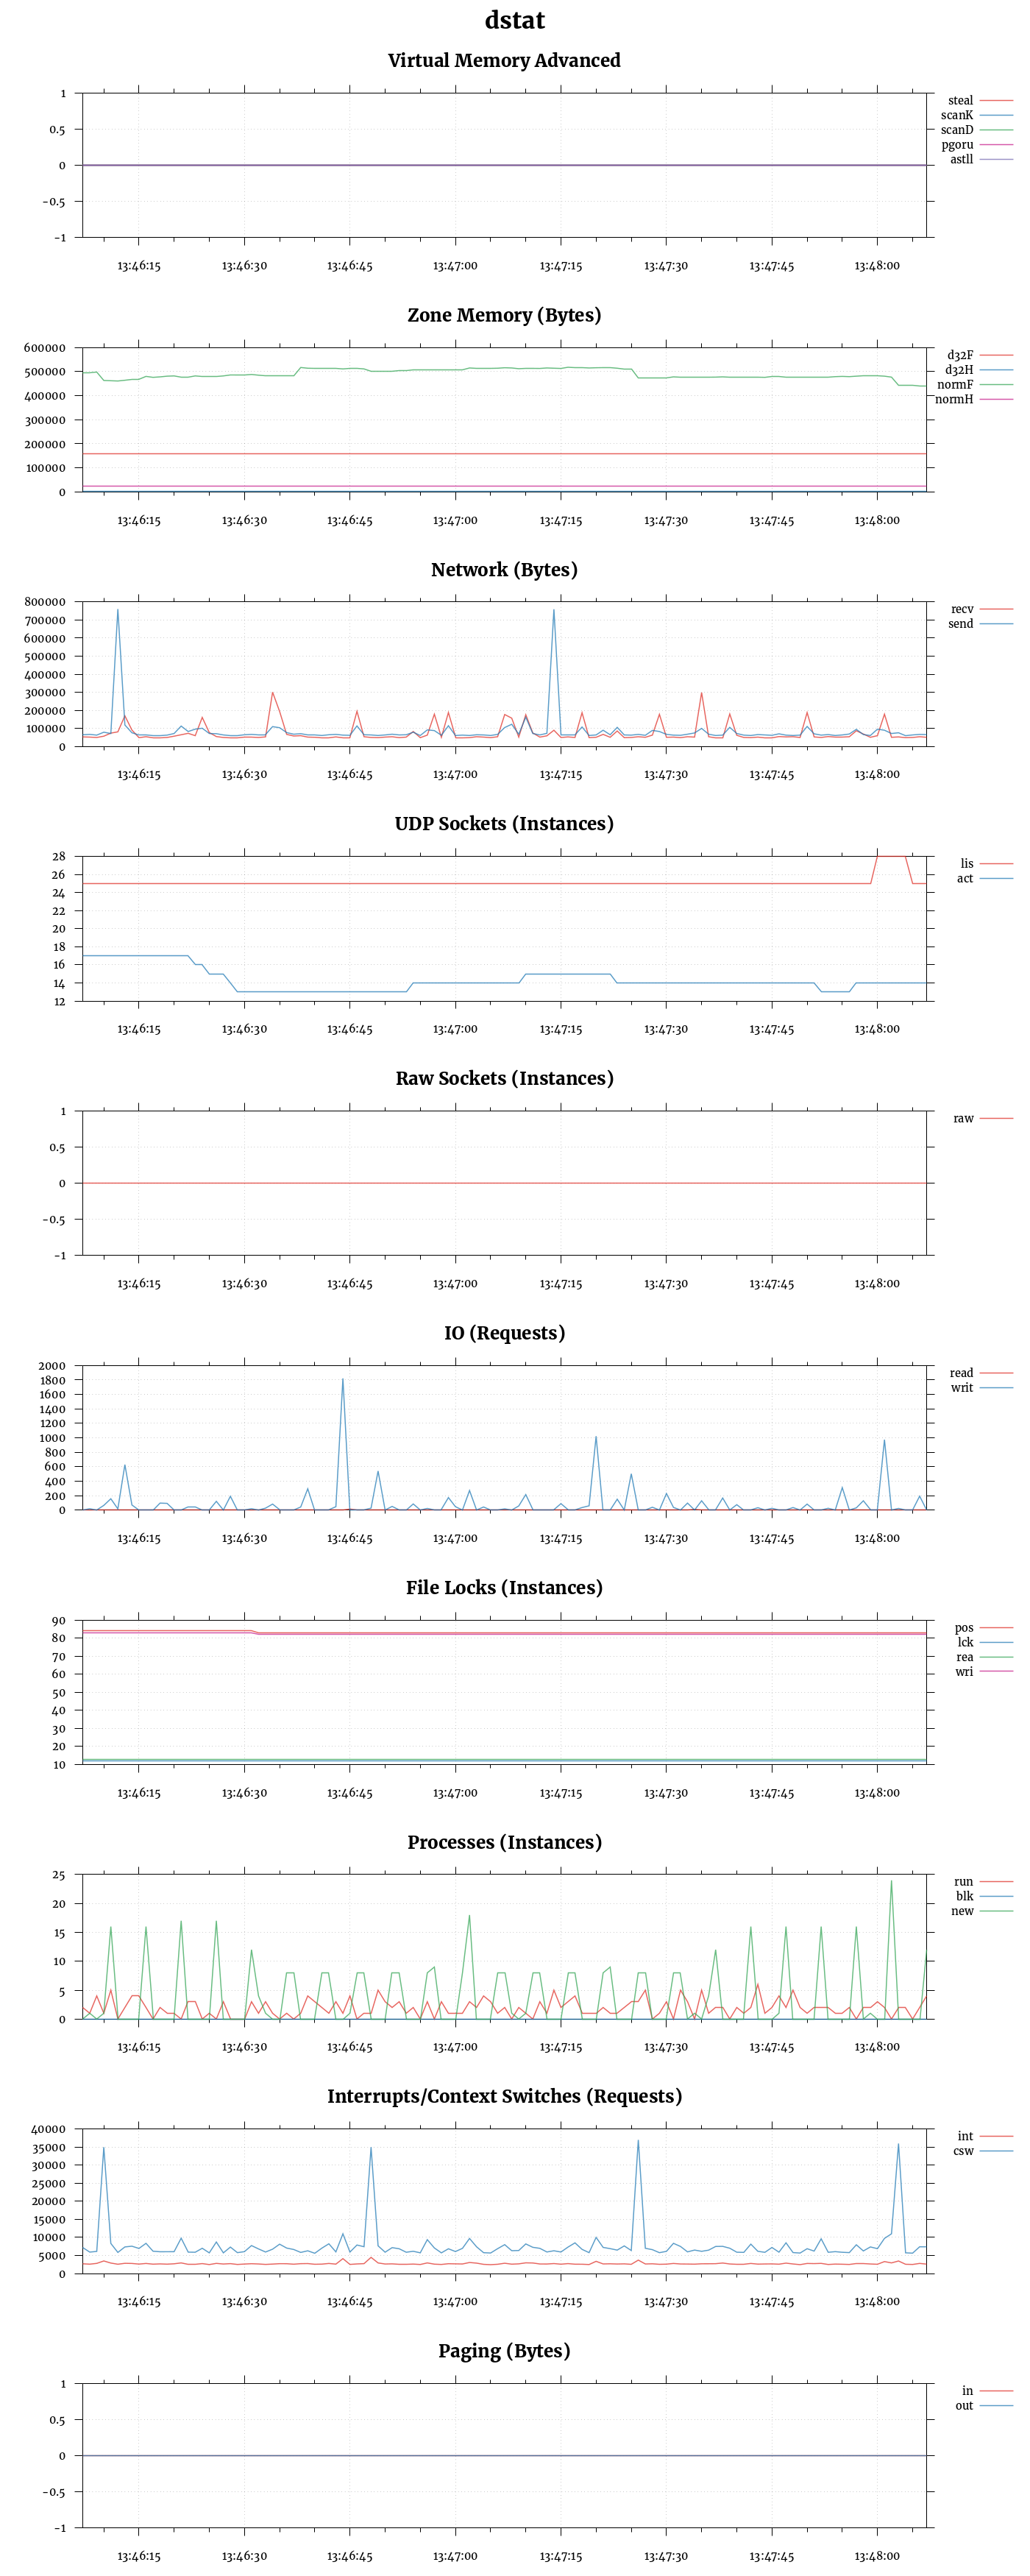 dstat
Virtual Memory Advanced
1
0.5
0
-0.5
-1
13:46:15 13:46:30 13:46:45 13:47:00 13:47:15 13:47:30 13:47:45 13:48:00
steal
scanK
scanD
pgoru
astll
Zone Memory (Bytes)
600000
500000
400000
300000
200000
100000
0
13:46:15 13:46:30 13:46:45 13:47:00 13:47:15 13:47:30 13:47:45 13:48:00
d32F
d32H
normF
normH
Network (Bytes)
800000
700000
600000
500000
400000
300000
200000
100000
0
13:46:15 13:46:30 13:46:45 13:47:00 13:47:15 13:47:30 13:47:45 13:48:00
recv
send
UDP Sockets (Instances)
28
26
24
22
20
18
16
14
12
13:46:15 13:46:30 13:46:45 13:47:00 13:47:15 13:47:30 13:47:45 13:48:00
lis
act
Raw Sockets (Instances)
1
0.5
0
-0.5
-1
13:46:15 13:46:30 13:46:45 13:47:00 13:47:15 13:47:30 13:47:45 13:48:00
raw
IO (Requests)
2000
1800
1600
1400
1200
1000
800
600
400
200
0
13:46:15 13:46:30 13:46:45 13:47:00 13:47:15 13:47:30 13:47:45 13:48:00
read
writ
File Locks (Instances)
90
80
70
60
50
40
30
20
10
13:46:15 13:46:30 13:46:45 13:47:00 13:47:15 13:47:30 13:47:45 13:48:00
pos
lck
rea
wri
Processes (Instances)
25
20
15
10
5
0
13:46:15 13:46:30 13:46:45 13:47:00 13:47:15 13:47:30 13:47:45 13:48:00
run
blk
new
Interrupts/Context Switches (Requests)
40000
35000
30000
25000
20000
15000
10000
5000
0
13:46:15 13:46:30 13:46:45 13:47:00 13:47:15 13:47:30 13:47:45 13:48:00
int
csw
Paging (Bytes)
1
0.5
0
-0.5
-1
13:46:15 13:46:30 13:46:45 13:47:00 13:47:15 13:47:30 13:47:45 13:48:00
in
out